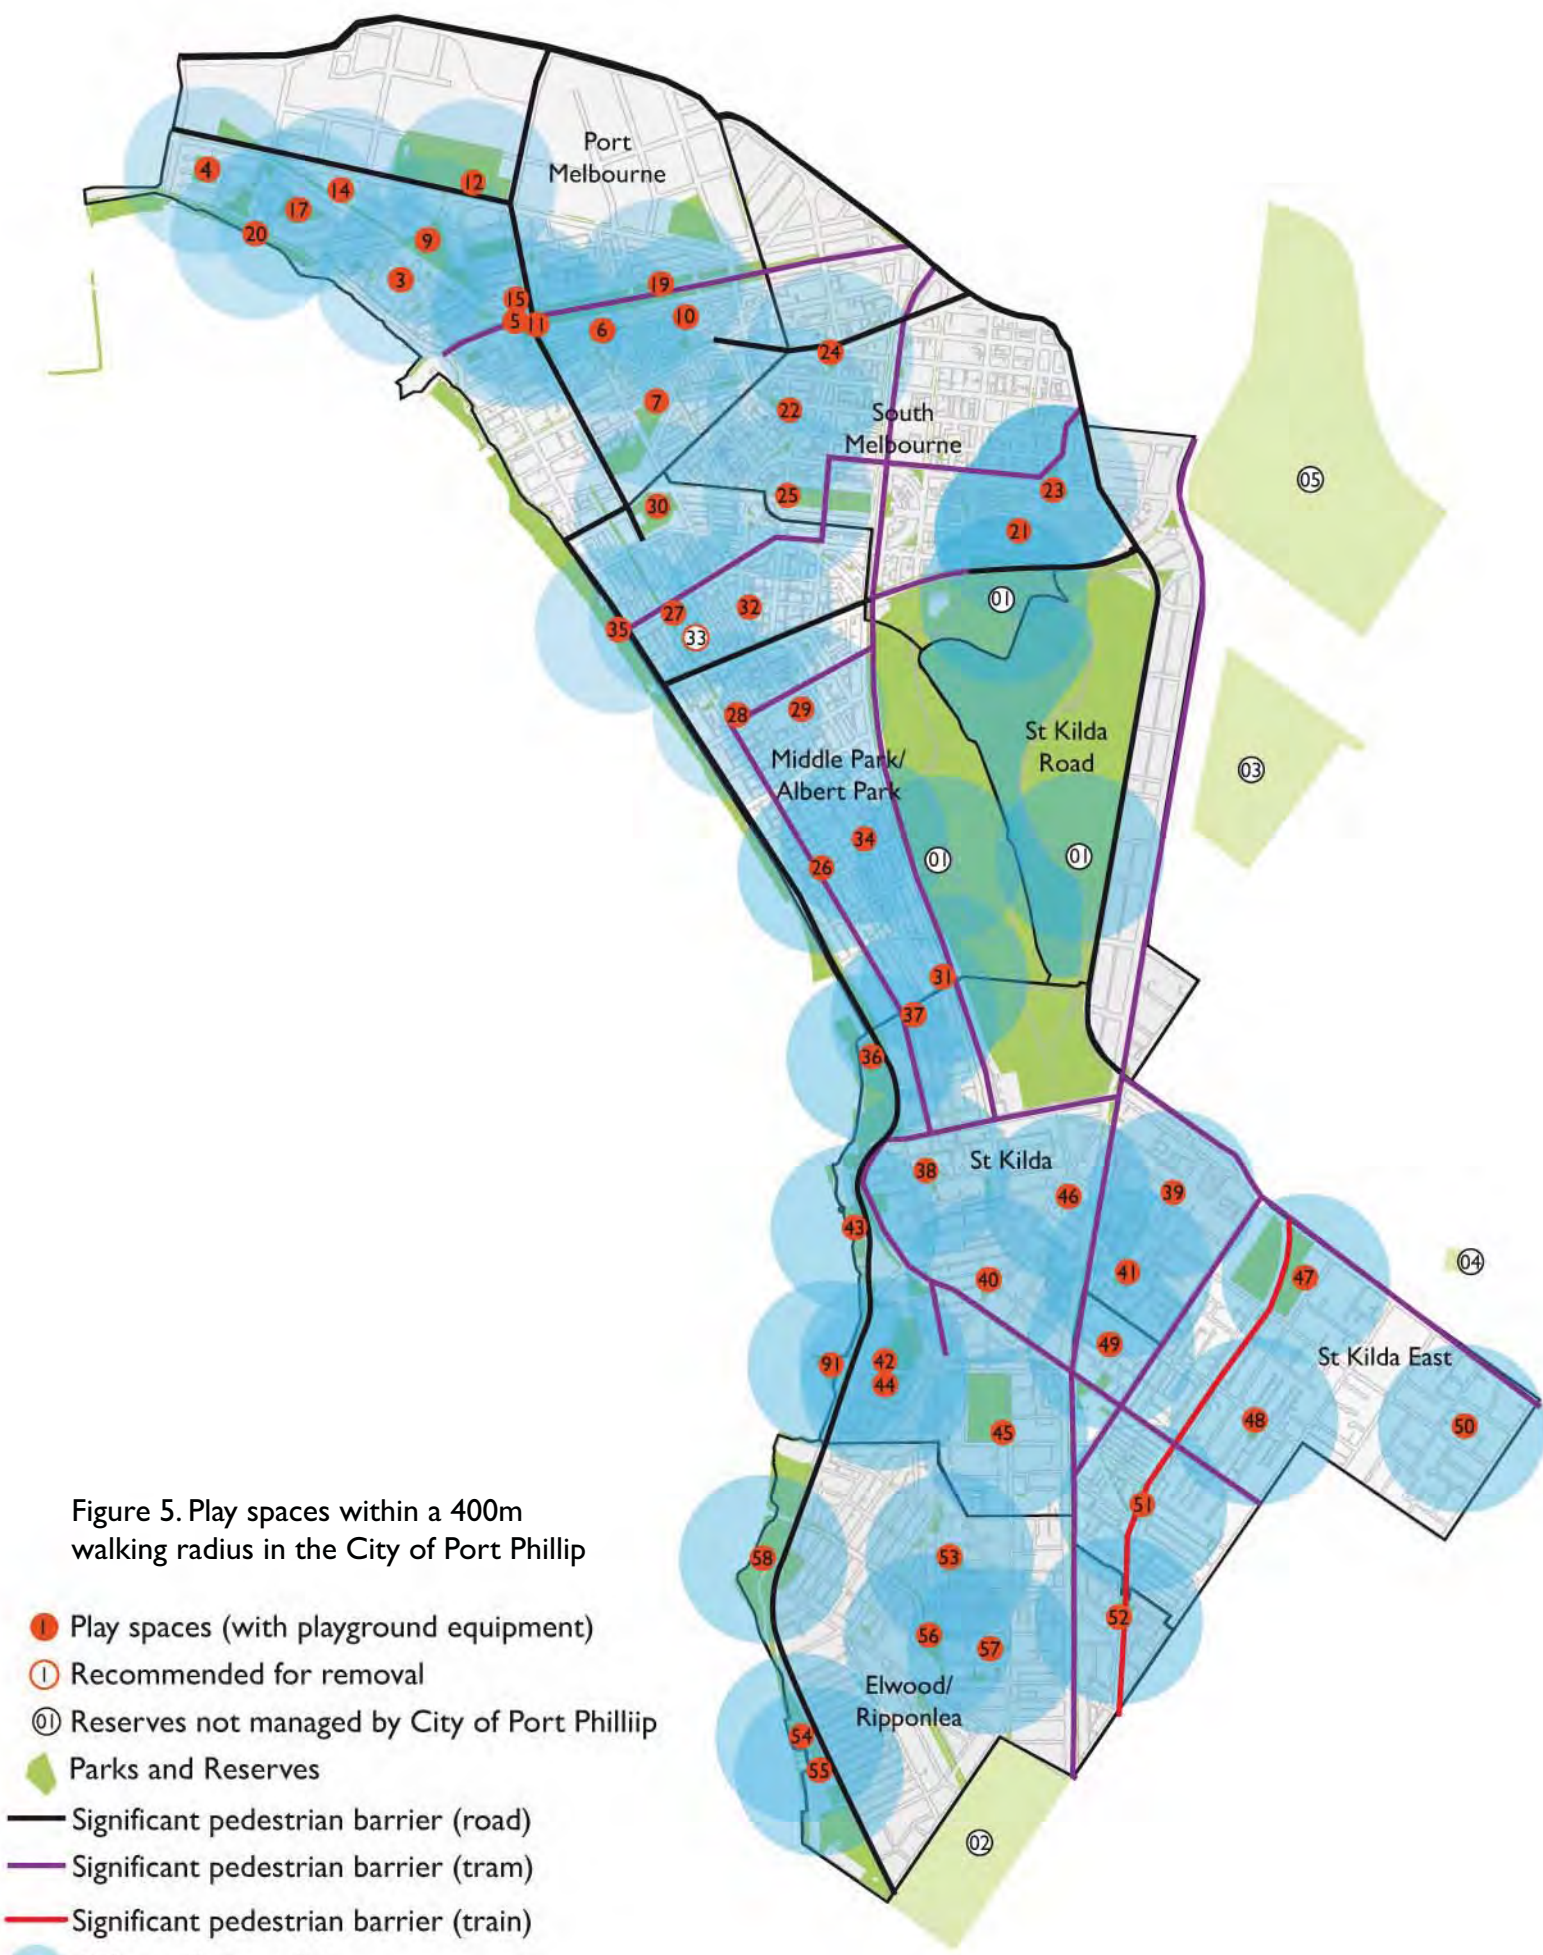 Port
Melbourne
4
14
12
17
20
9
3
15
5
11
19
10
6
24
7
22
South
Melbourne
05
23
25
30
21
01
27
32
33
35
28
29
St Kilda
Road
Middle Park/
Albert Park
03
34
26
01
01
31
37
36
38
St Kilda
46
39
43
40
41
47
04
49
St Kilda East
91
42
44
48
50
45
51
Figure 5. Play spaces within a 400m
walking radius in the City of Port Phillip
58
53
52
56
57
Elwood/
Ripponlea
54
55
02
1 Play spaces (with playground equipment)
1 Recommended for removal
01 Reserves not managed by City of Port Philliip
Parks and Reserves
Significant pedestrian barrier (road)
Significant pedestrian barrier (tram)
Significant pedestrian barrier (train)